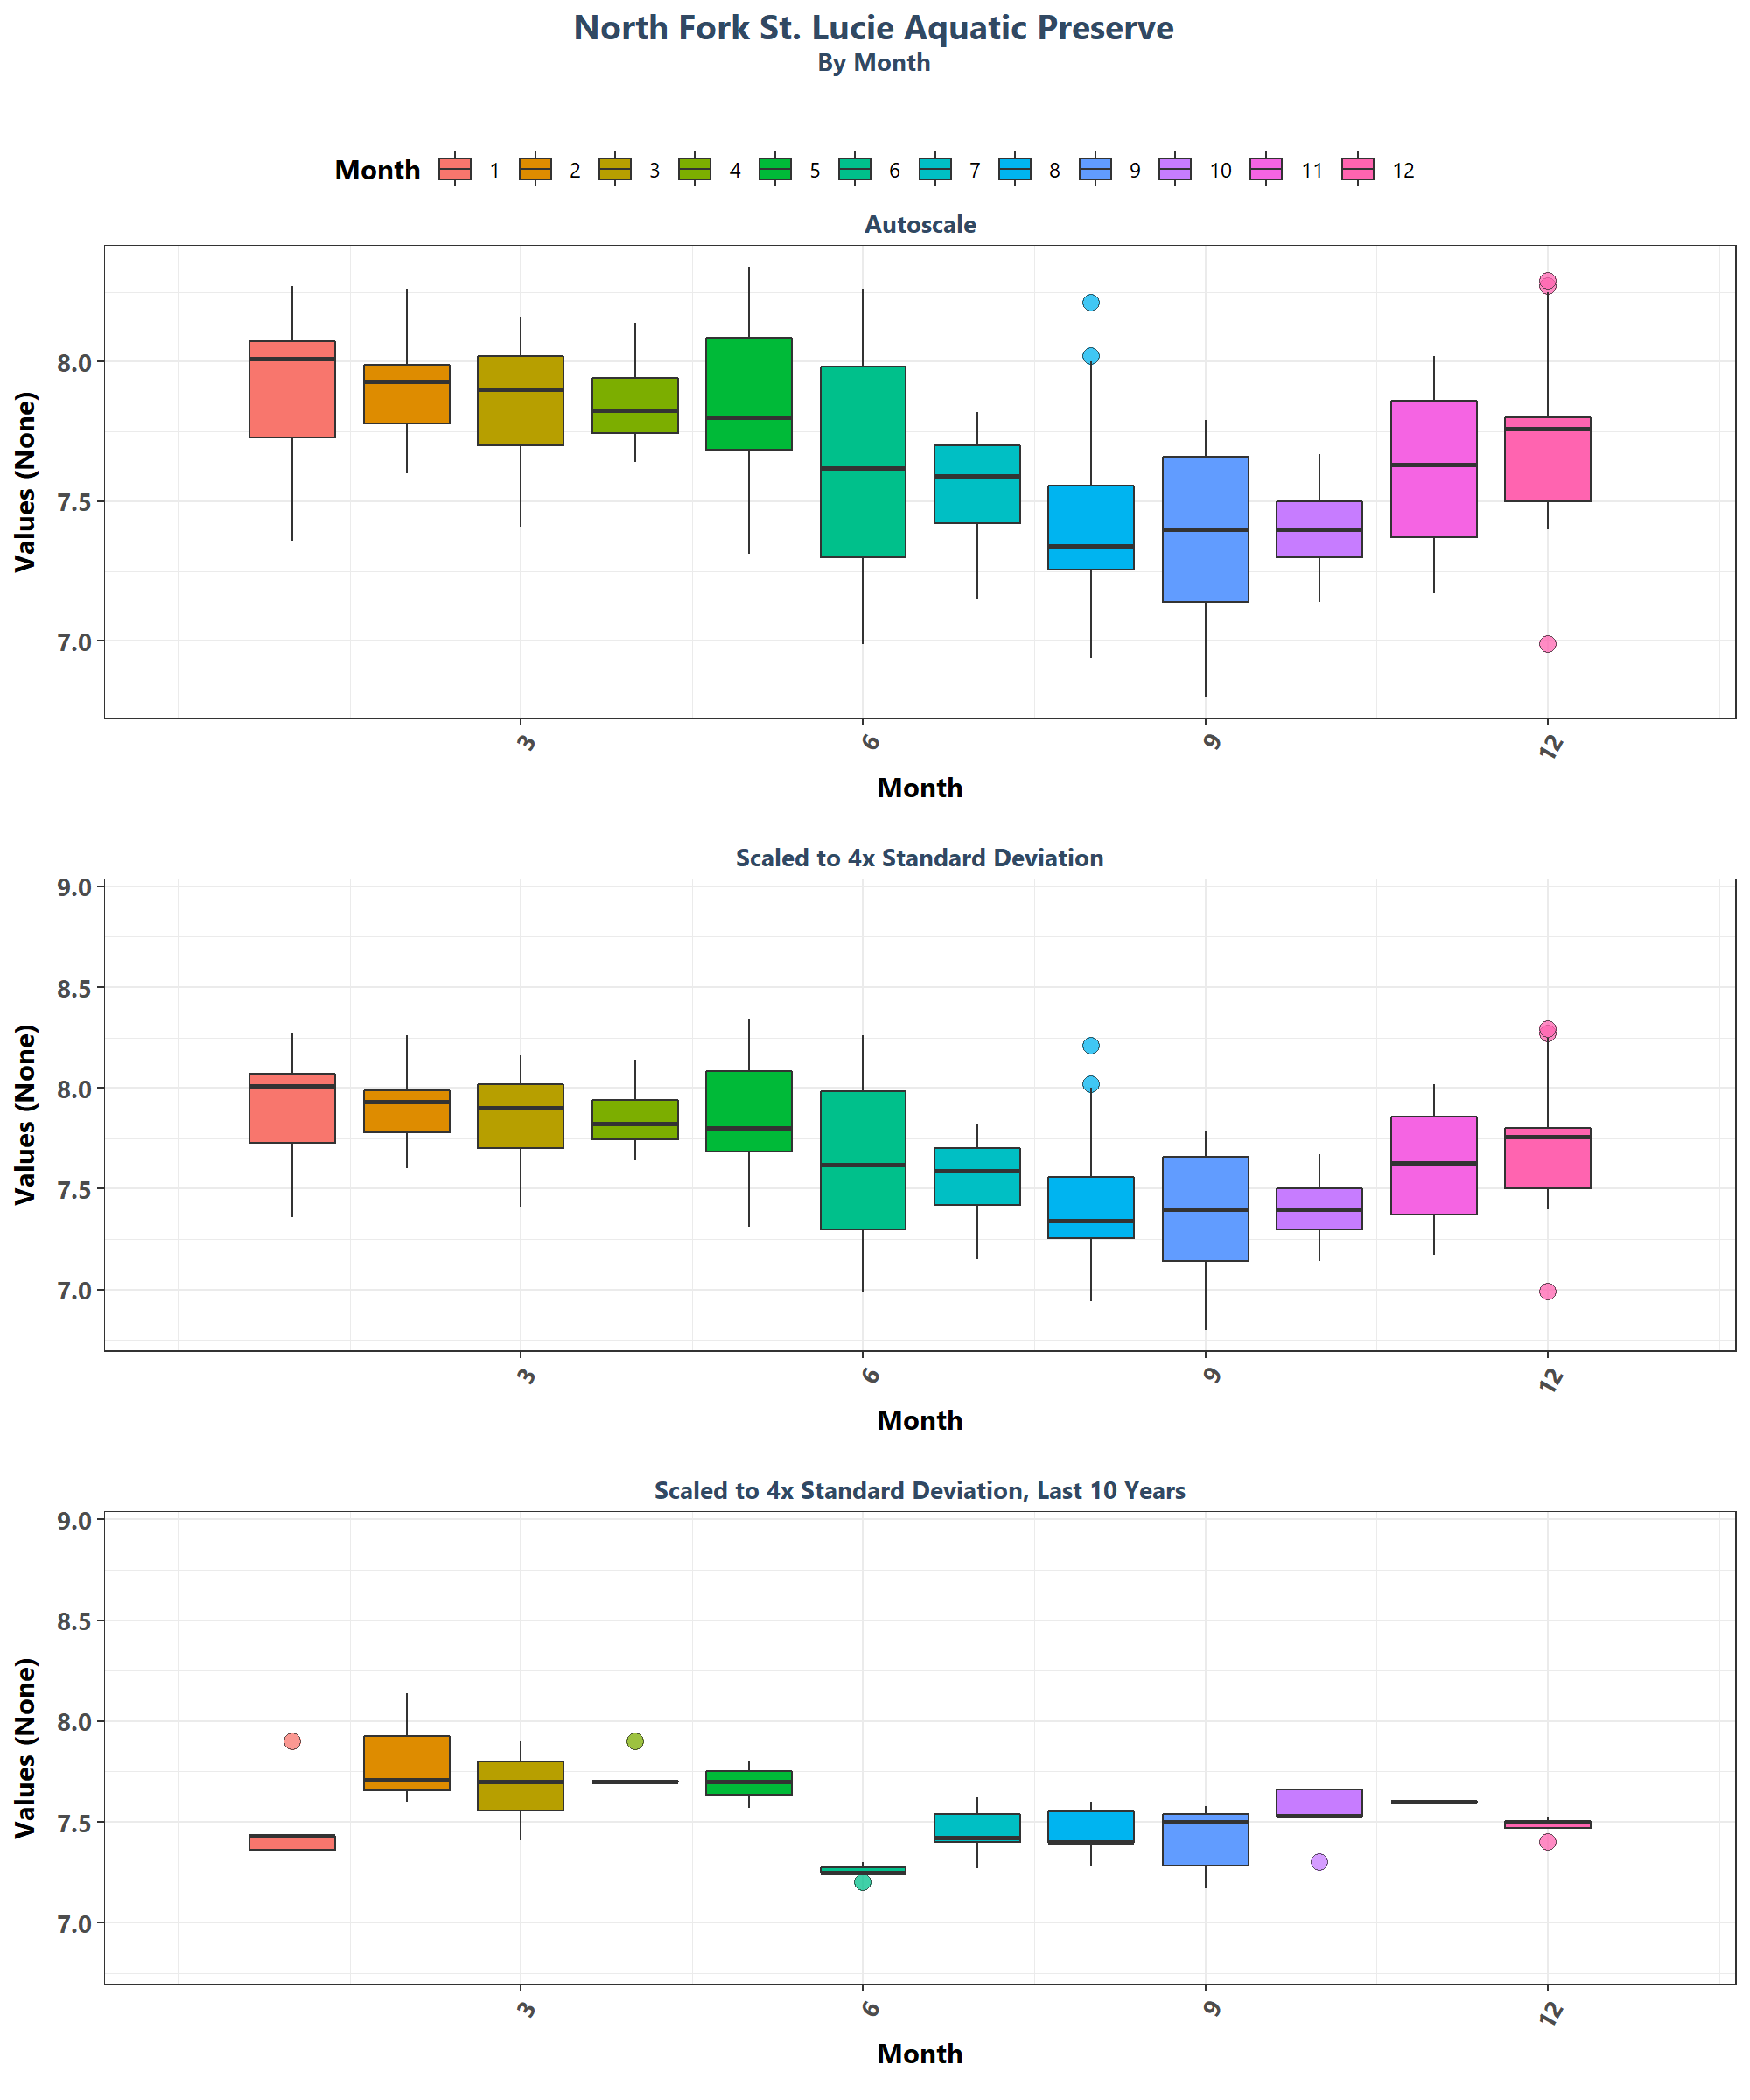 North Fork St. Lucie Aquatic Preserve
By Month
Month 1 2 3 4 5 6 7 8 9 10 11 12
Autoscale
Values (None)
8.0
7.5
7.0
3 6 9 12
Month
Scaled to 4x Standard Deviation
Values (None)
9.0
8.5
8.0
7.5
7.0
3 6 9 12
Month
Scaled to 4x Standard Deviation, Last 10 Years
Values (None)
9.0
8.5
8.0
7.5
7.0
3 6 9 12
Month